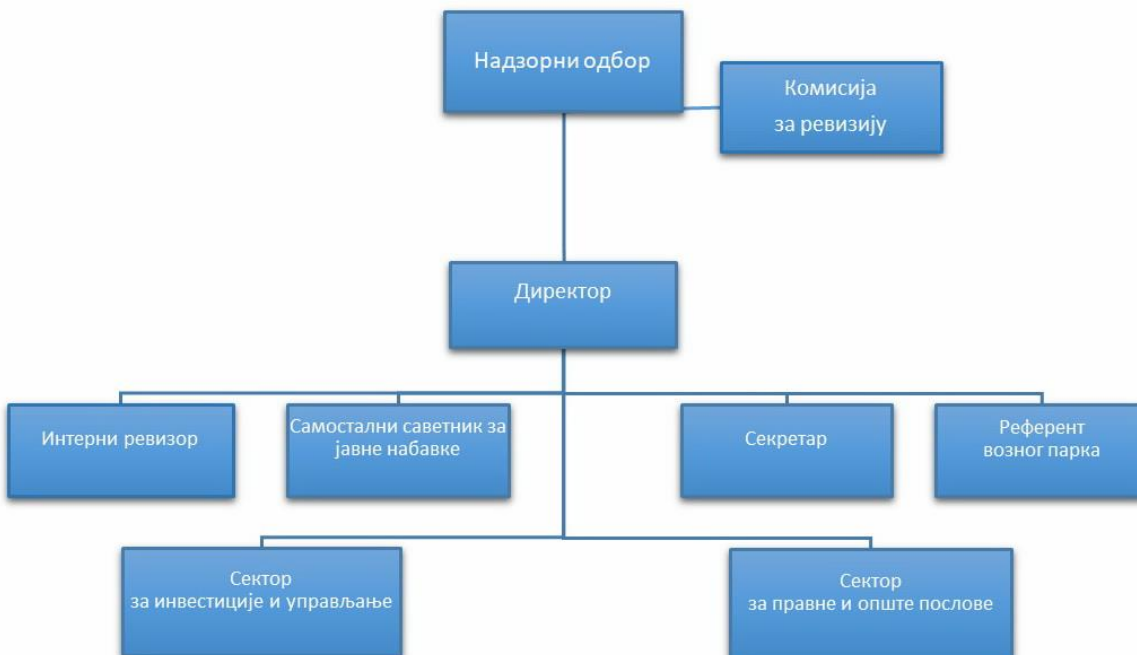 Надзорни одбор
Комисија
за ревизију
Директор
Интерни ревизор
Самостални саветник за
јавне набавке
Секретар
Референт
возног парка
Сектор
за инвестиције и управљање
Сектор
за правне и опште послове